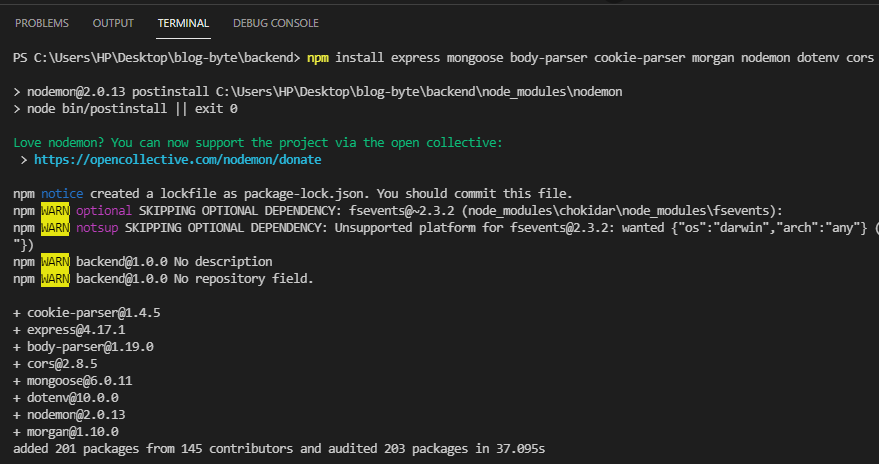 PROBLEMS OUTPUT TERMINAL DEBUG CONSOLE
PS C:\Users\HP\Desktop\blog-byte\backend> npm install express mongoose body-parser cookie-parser morgan nodemon dotenv cors
> nodemon@2.0.13 postinstall C:\Users\HP\Desktop\blog-byte\backend\node_modules\nodemon
> node bin/postinstall || exit 0
Love nodemon? You can now support the project via the open collective:
> https://opencollective.com/nodemon/donate
npm notice created a lockfile as package-lock.json. You should commit this file.
npm WARN optional SKIPPING OPTIONAL DEPENDENCY: fsevents@~2.3.2 (node_modules\chokidar\node_modules\fsevents):
npm WARN notsup SKIPPING OPTIONAL DEPENDENCY: Unsupported platform for fsevents@2.3.2: wanted {"os":"darwin","arch":"any"} (
"})
npm WARN backend@1.0.0 No description
npm WARN backend@1.0.0 No repository field.
+ cookie-parser@1.4.5
+ express@4.17.1
+ body-parser@1.19.0
+ cors@2.8.5
+ mongoose@6.0.11
+ dotenv@10.0.0
+ nodemon@2.0.13
+ morgan@1.10.0
added 201 packages from 145 contributors and audited 203 packages in 37.095s